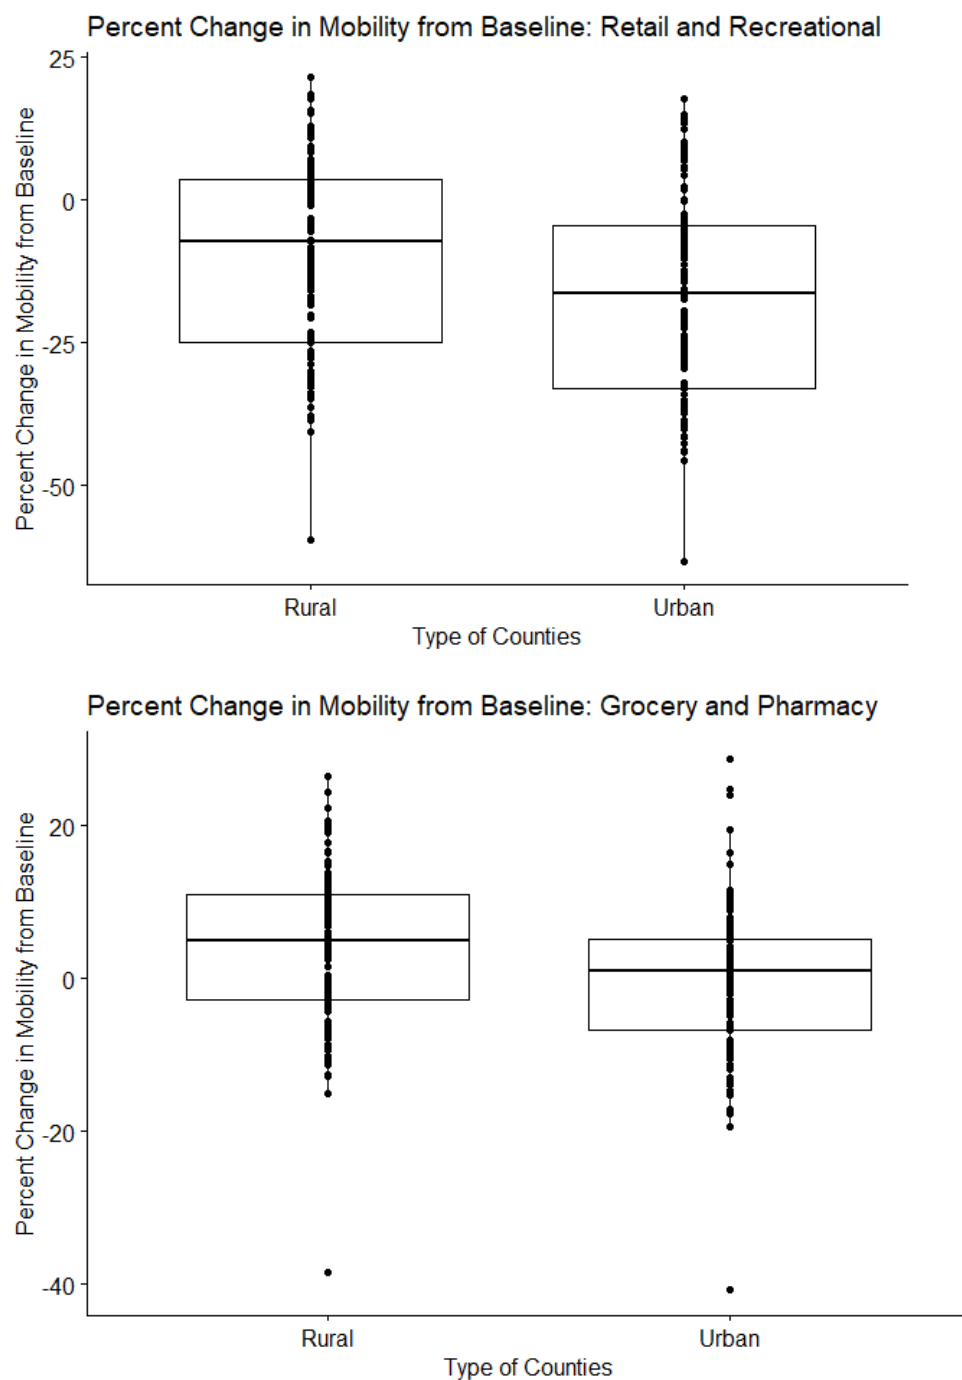 Percent Change in Mobility from Baseline: Retail and Recreational
Percent Change in Mobility from Baseline
25
0
-25
-50
Rural
Urban
Type of Counties
Percent Change in Mobility from Baseline: Grocery and Pharmacy
Percent Change in Mobility from Baseline
20
0
-20
-40
Rural
Urban
Type of Counties